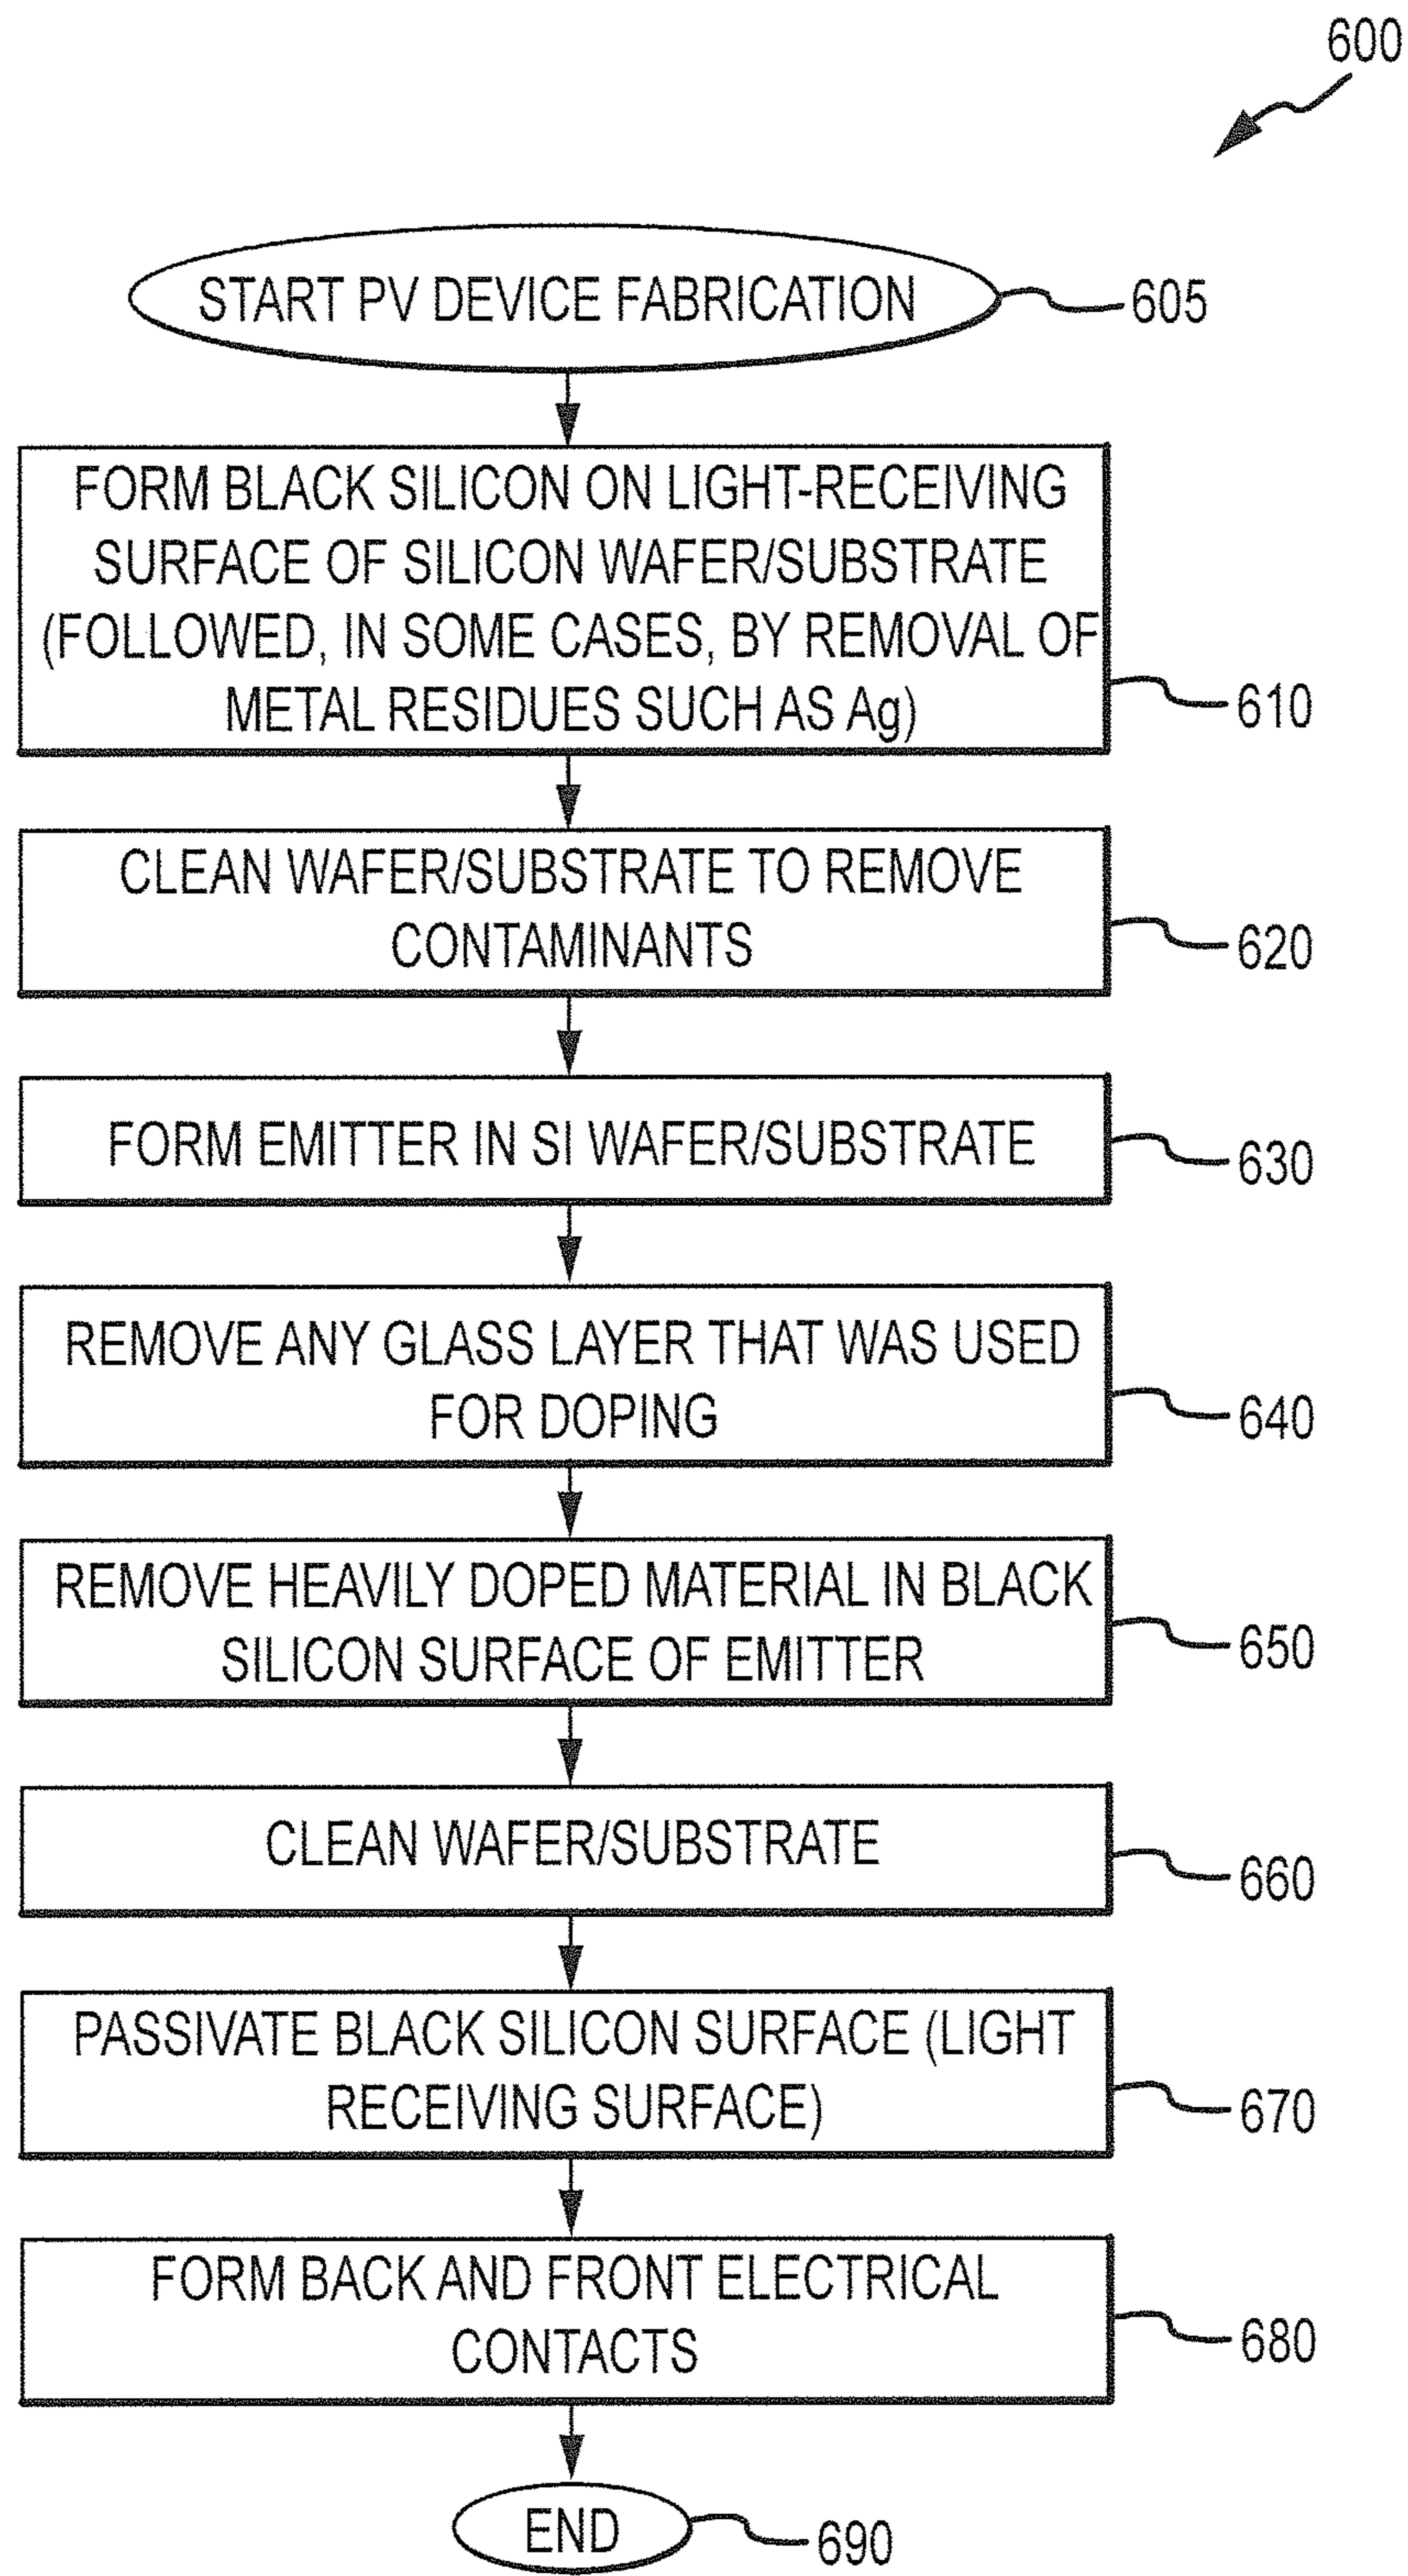 600
START PV DEVICE FABRICATION
605
FORM BLACK SILICON ON LIGHT-RECEIVING
SURFACE OF SILICON WAFER/SUBSTRATE
(FOLLOWED, IN SOME CASES, BY REMOVAL OF
METAL RESIDUES SUCH AS Ag)
610
CLEAN WAFER/SUBSTRATE TO REMOVE
CONTAMINANTS
620
FORM EMITTER IN SI WAFER/SUBSTRATE
630
REMOVE ANY GLASS LAYER THAT WAS USED
FOR DOPING
640
REMOVE HEAVILY DOPED MATERIAL IN BLACK
SILICON SURFACE OF EMITTER
650
CLEAN WAFER/SUBSTRATE
660
PASSIVATE BLACK SILICON SURFACE (LIGHT
RECEIVING SURFACE)
670
FORM BACK AND FRONT ELECTRICAL
CONTACTS
680
END
690